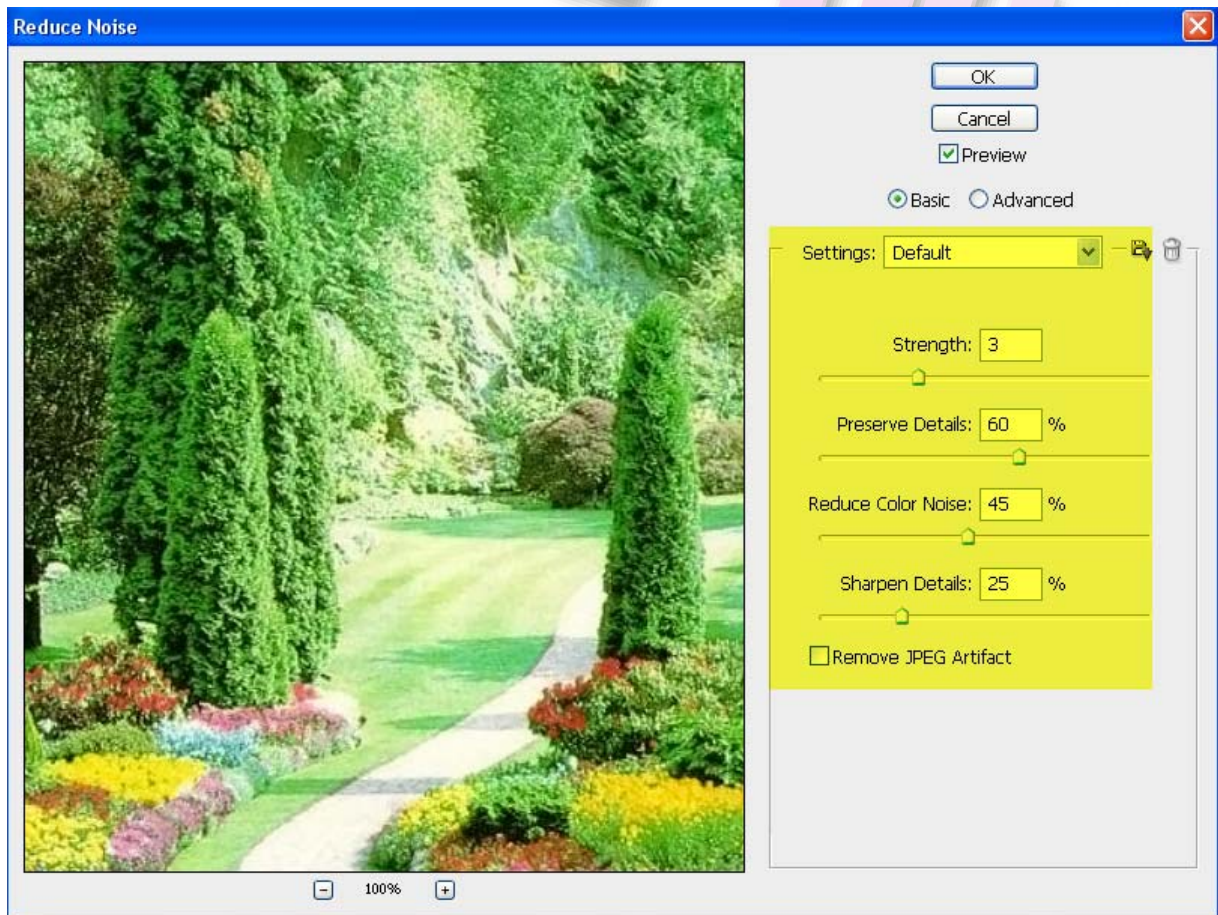 Reduce Noise
OK
Cancel
Preview
Basic Advanced
Settings: Default
Strength: 3
Preserve Details: 60 %
Reduce Color Noise: 45 %
Sharpen Details: 25 %
Remove JPEG Artifact
- 100% +